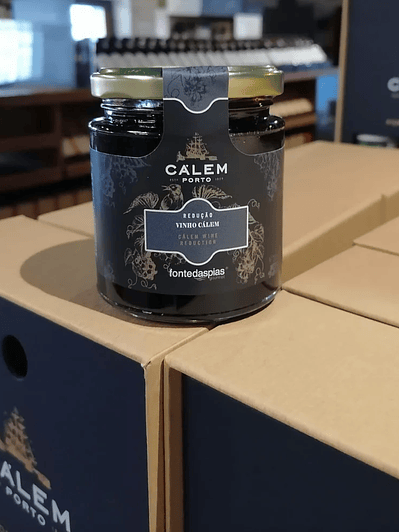 CÁLEM
PORTO
REDUÇÃO
VINHO CÁLEM
CÁLEM WINE
REDUCTION
fontedaspias
CÁLEM
PORTO